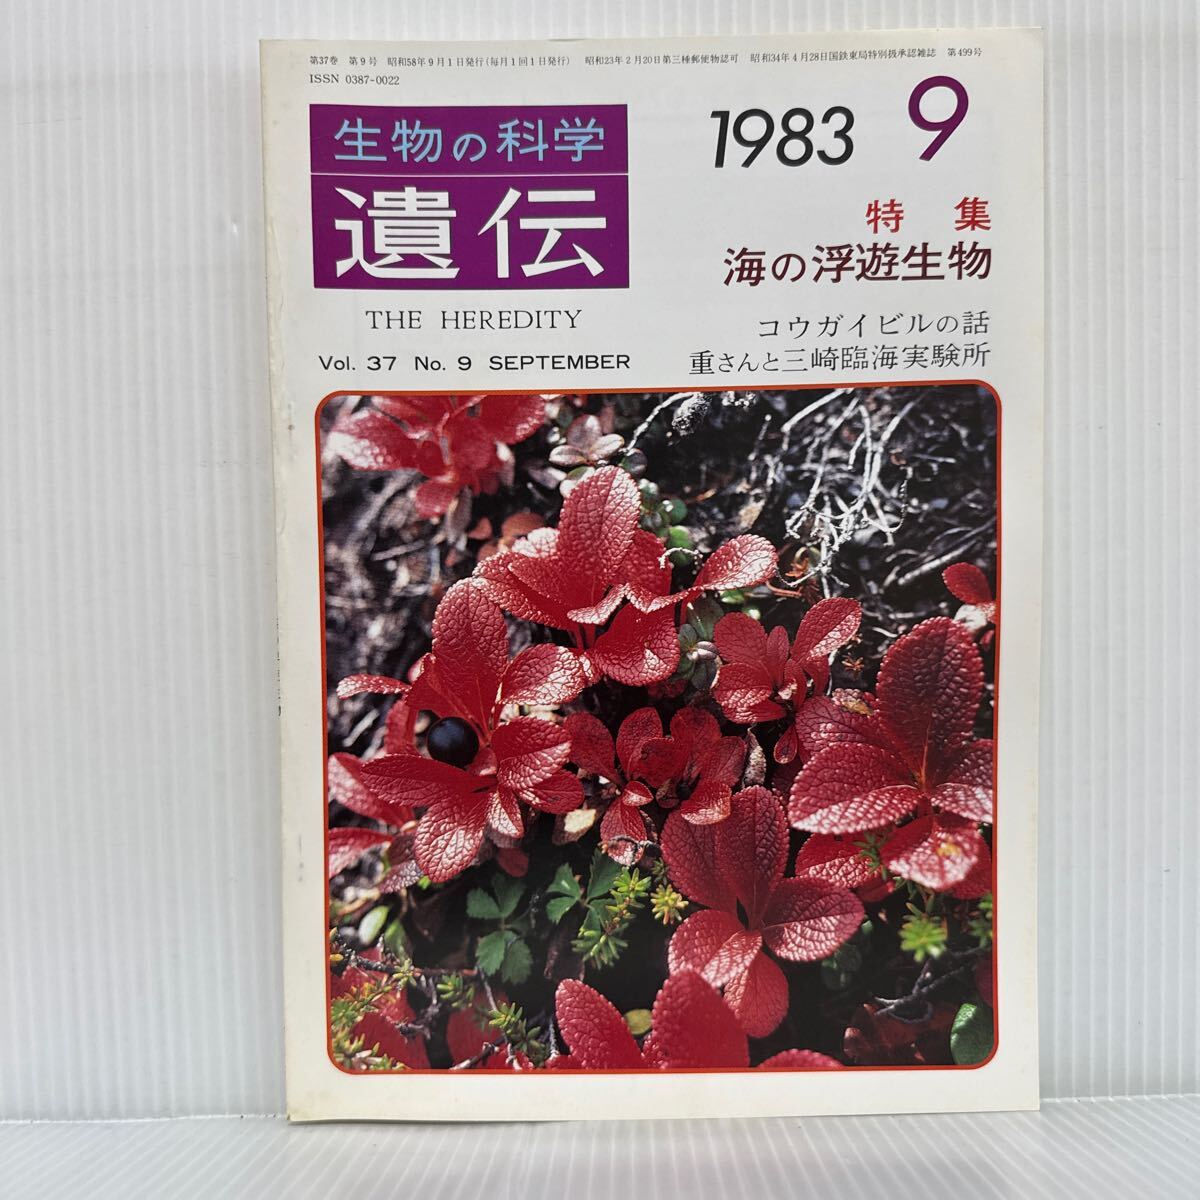 第37巻 第9号 昭和58年9月1日発行(毎月1回1日発行) 昭和23年2月20日第三種郵便物認可 昭和34年4月28日国鉄東局特別扱承認雑誌 第499号
ISSN 0387-0022
生物の科学
遺伝
THE HEREDITY
Vol. 37 No. 9 SEPTEMBER
1983 9
特集
海の浮遊生物
コウガイビルの話
重さんと三崎臨海実験所